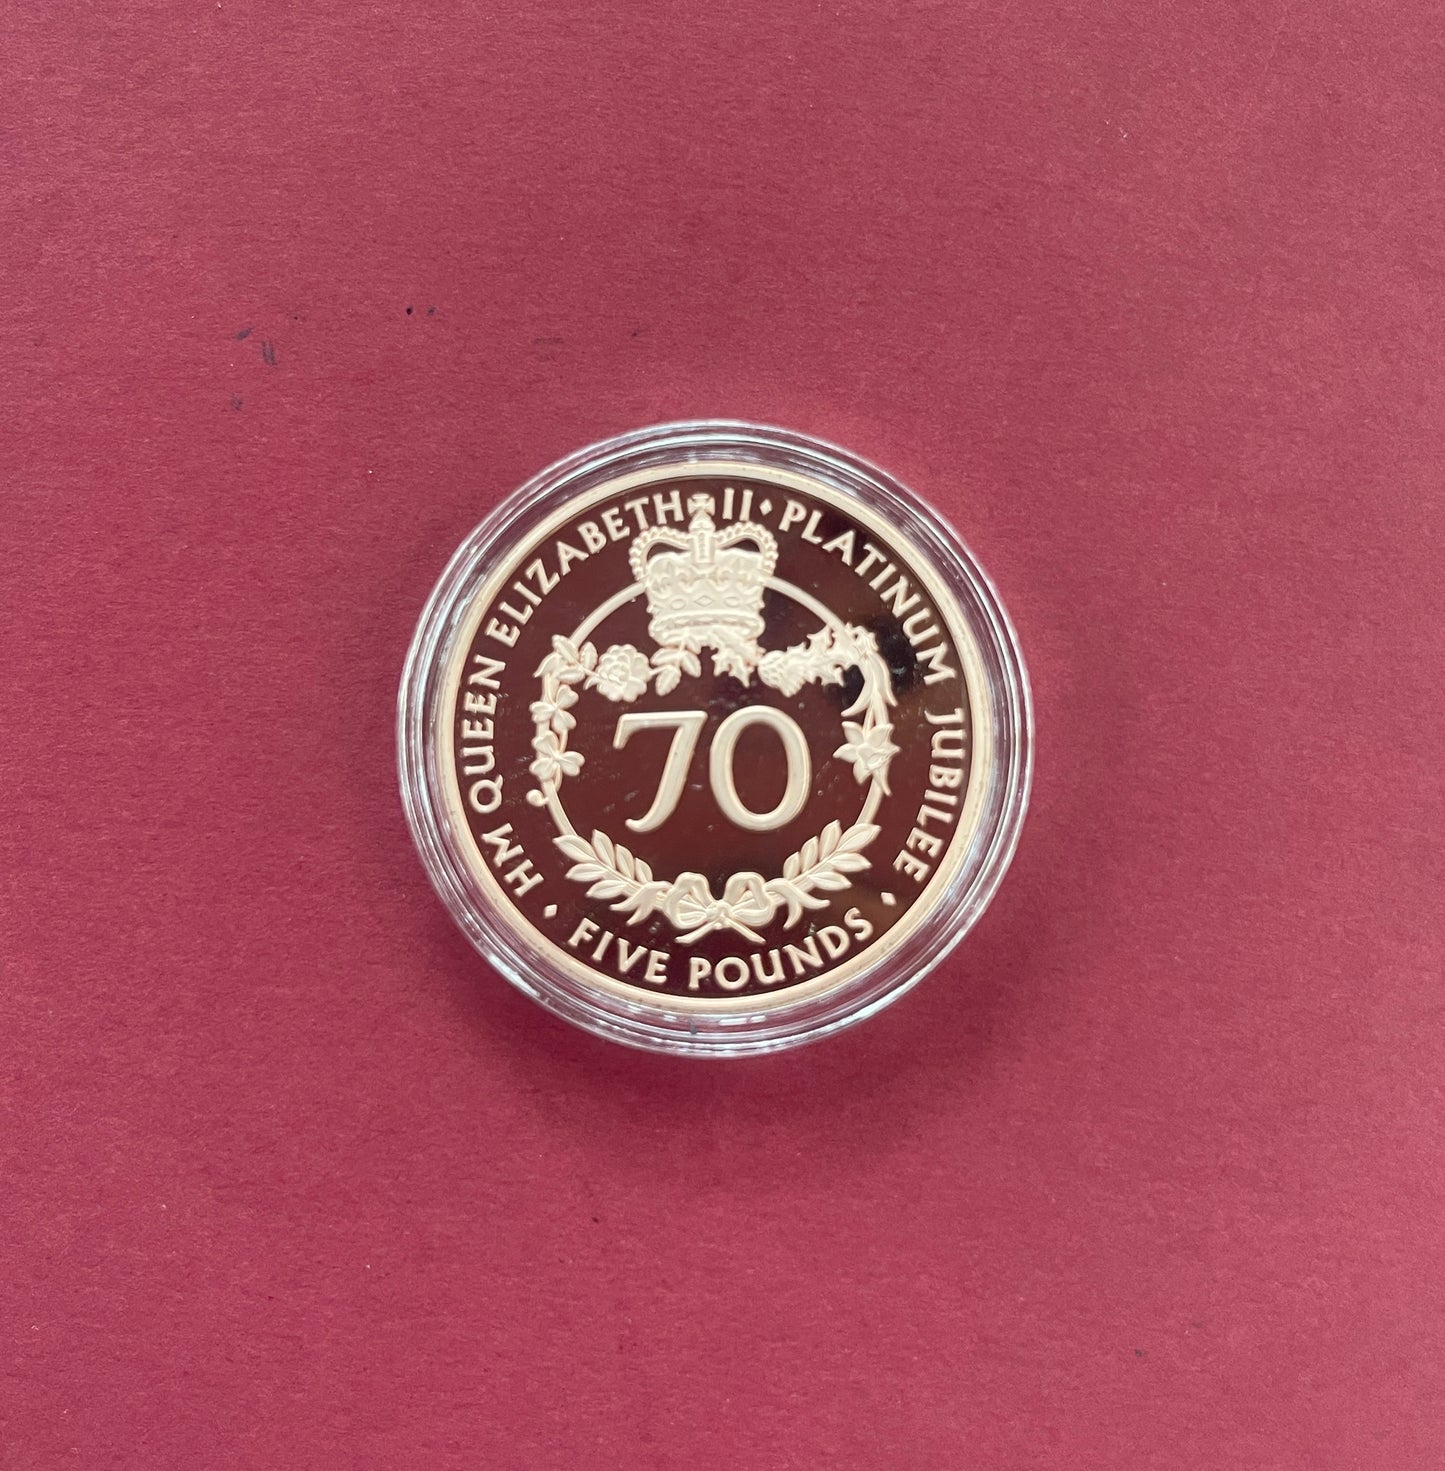 HM QUEEN ELIZABETH II · PLATINUM JUBILEE ·
FIVE POUNDS ·
70